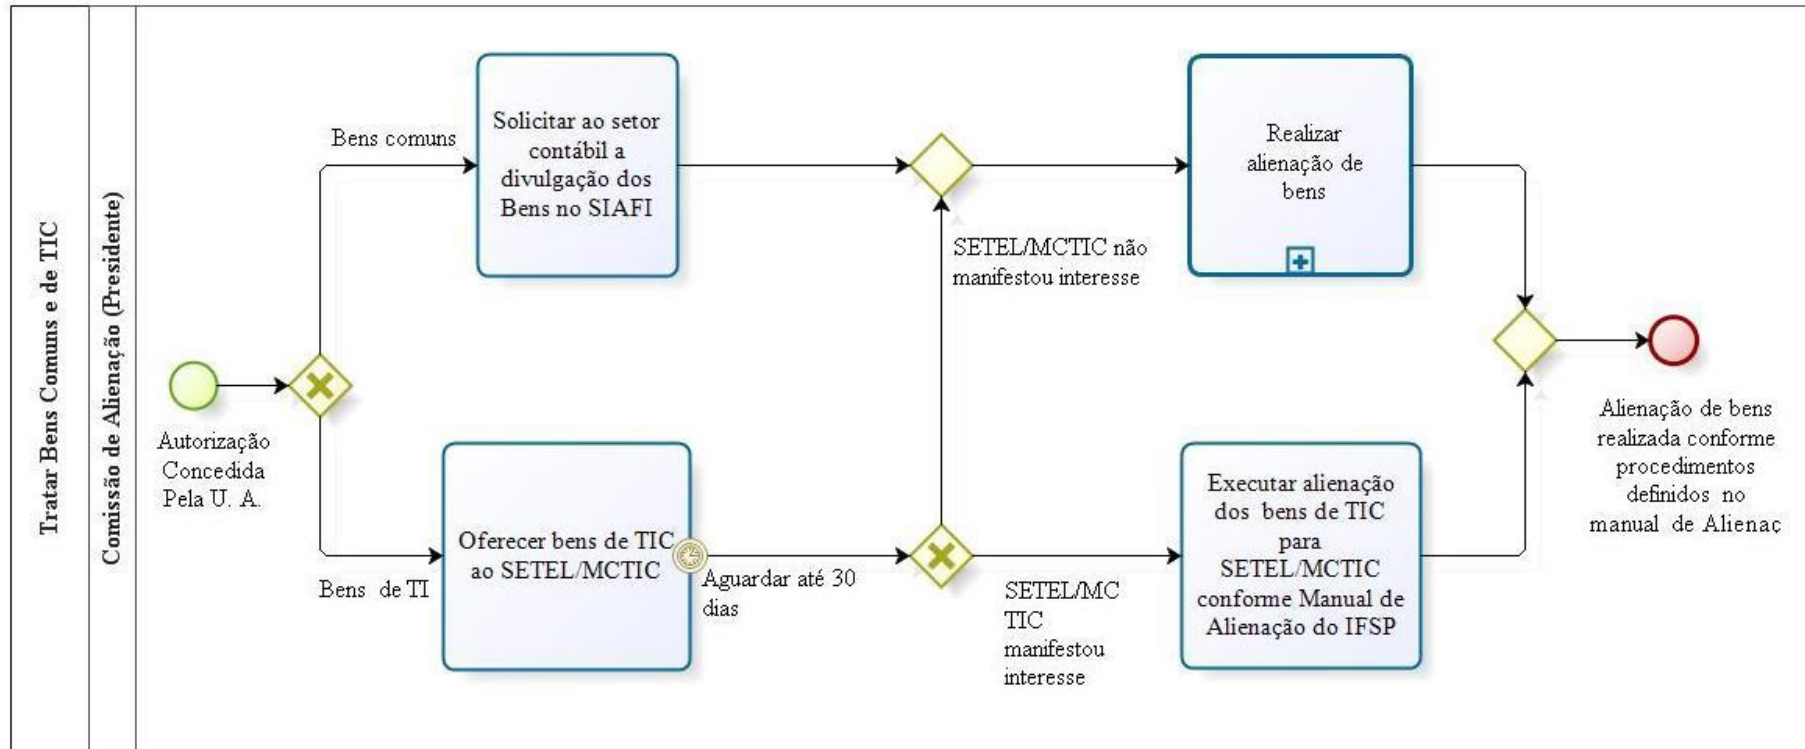 Tratar Bens Comuns e de TIC
Comissão de Alienação (Presidente)
Autorização
Concedida
Pela U. A.
Bens comuns
Solicitar ao setor
contábil a
divulgação dos
Bens no SIAFI
Bens de TI
Oferecer bens de TIC
ao SETEL/MCTIC
Aguardar até 30
dias
SETEL/MCTIC não
manifestou interesse
SETEL/MC
TIC
manifestou
interesse
Realizar
alienação de
bens
Executar alienação
dos bens de TIC
para
SETEL/MCTIC
conforme Manual de
Alienação do IFSP
Alienação de bens
realizada conforme
procedimentos
definidos no
manual de Alienaç